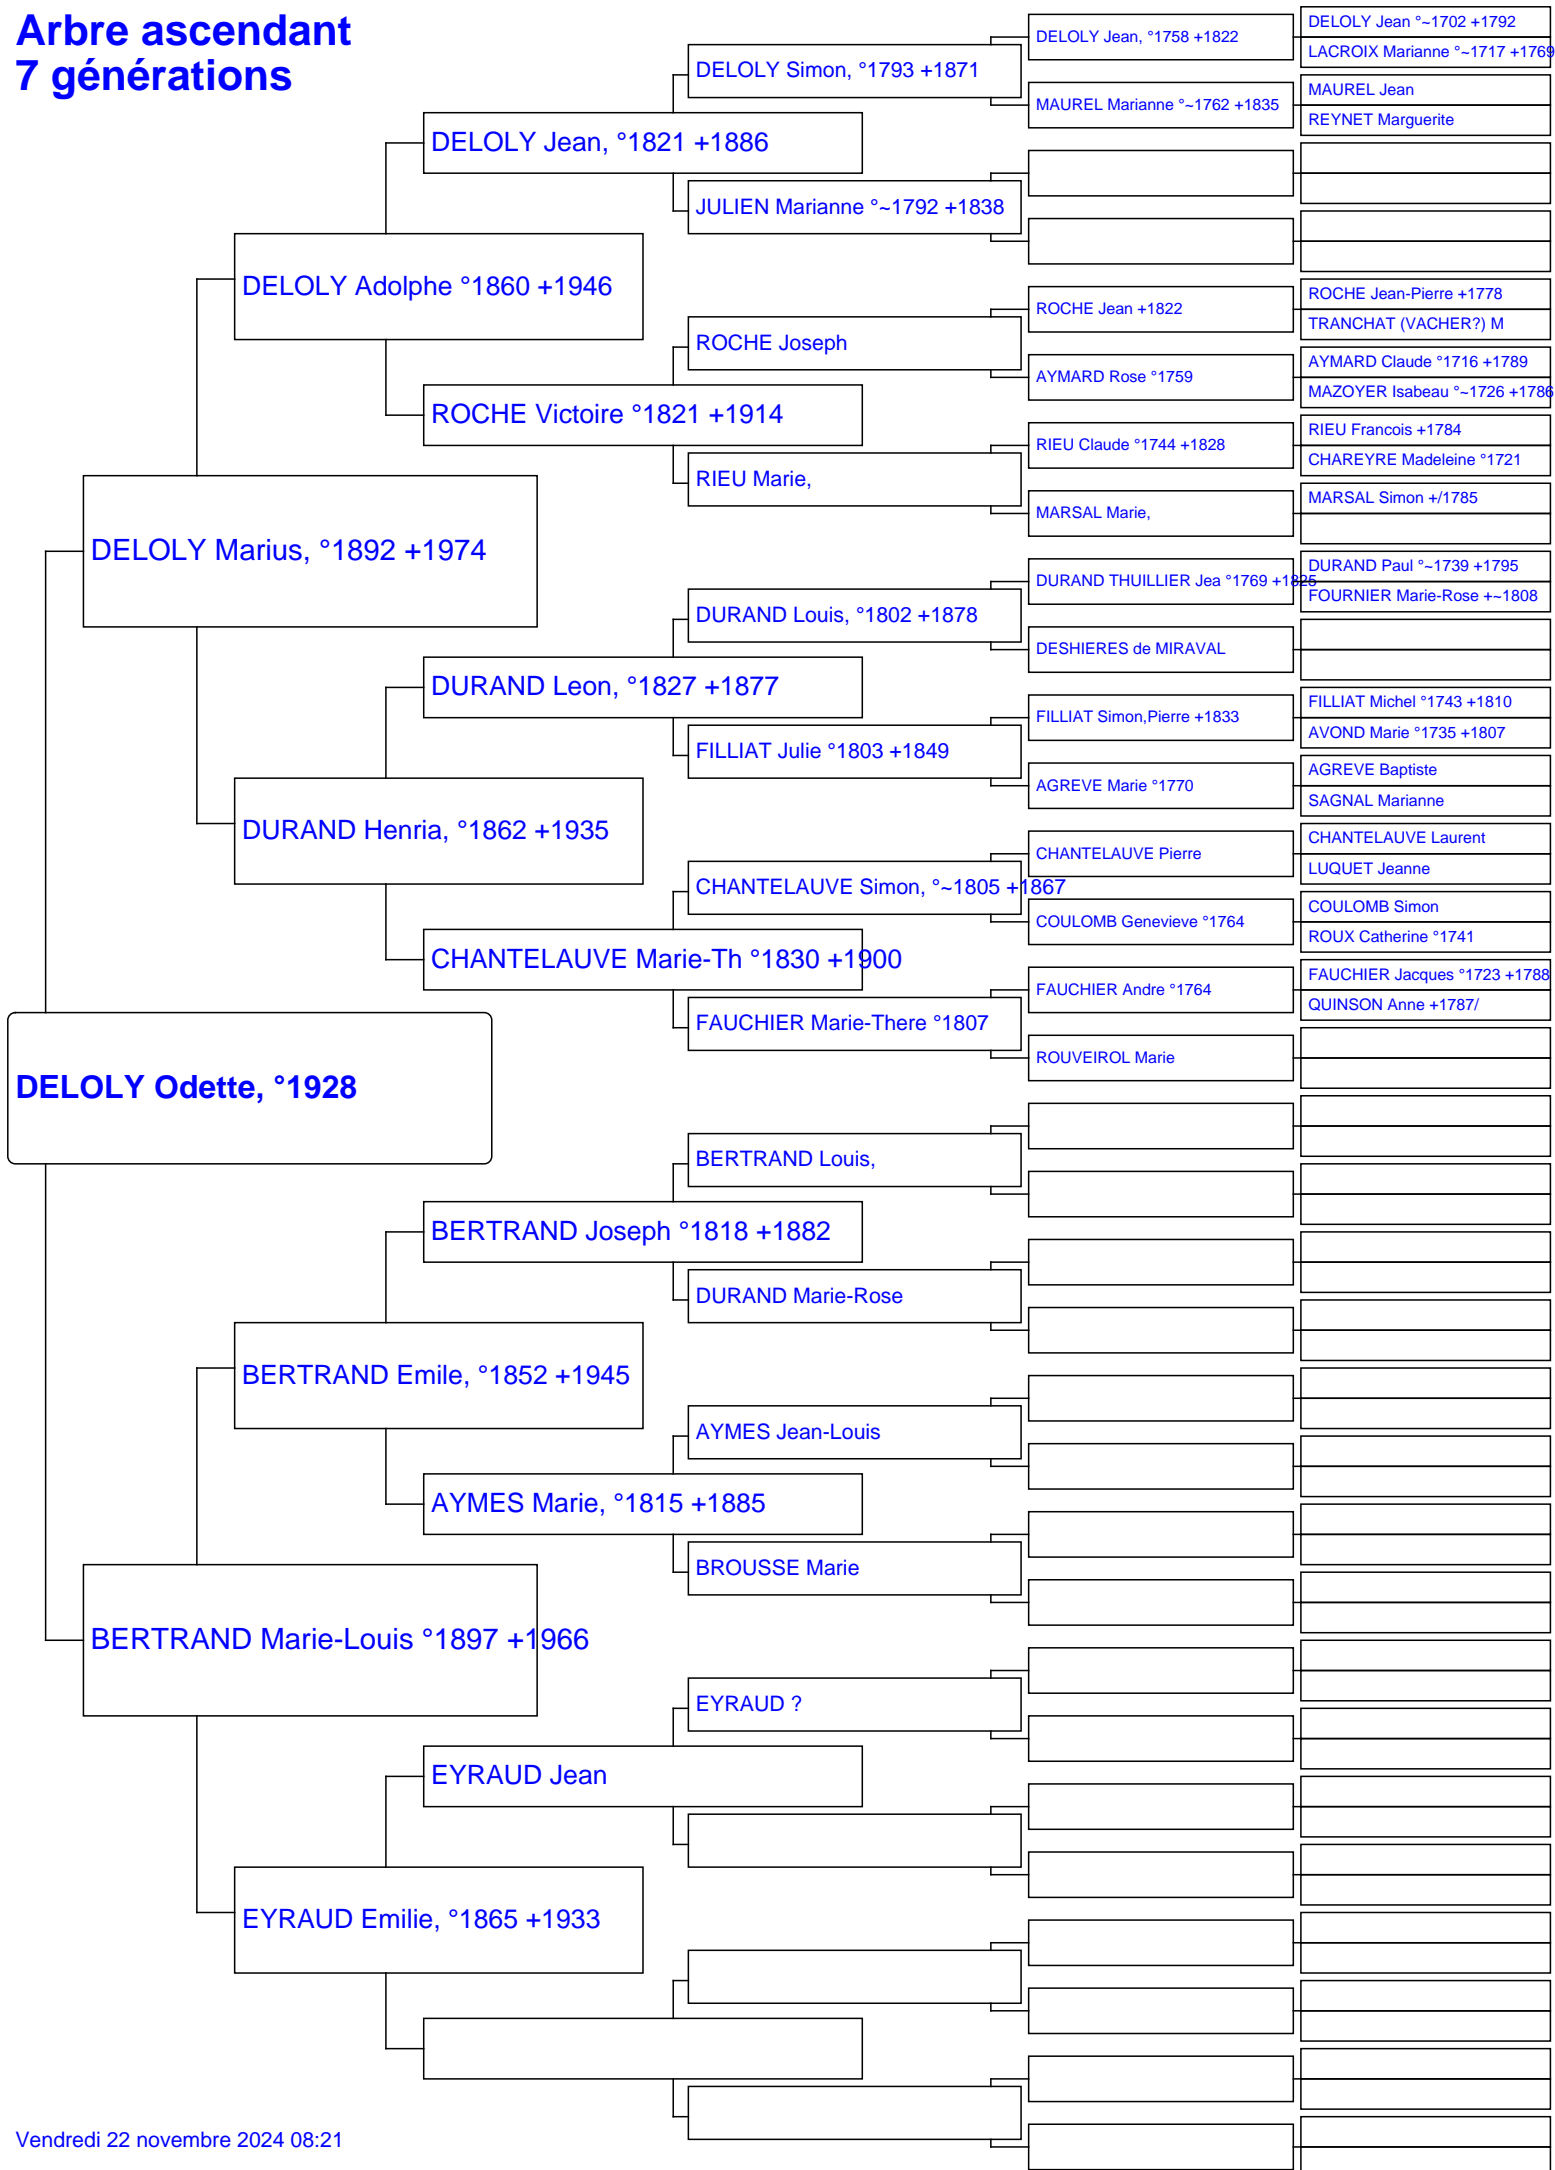 Arbre ascendant
7 générations
DELOLY Odette, °1928
DELOLY Marius, °1892 +1974
BERTRAND Marie-Louis °1897 +1966
DELOLY Adolphe °1860 +1946
DURAND Henria, °1862 +1935
BERTRAND Emile, °1852 +1945
EYRAUD Emilie, °1865 +1933
DELOLY Jean, °1821 +1886
ROCHE Victoire °1821 +1914
DURAND Leon, °1827 +1877
CHANTELAUVE Marie-Th °1830 +1900
BERTRAND Joseph °1818 +1882
AYMES Marie, °1815 +1885
EYRAUD Jean
DELOLY Simon, °1793 +1871
JULIEN Marianne °~1792 +1838
ROCHE Joseph
RIEU Marie,
DURAND Louis, °1802 +1878
FILLIAT Julie °1803 +1849
CHANTELAUVE Simon, °~1805 +1867
FAUCHIER Marie-There °1807
BERTRAND Louis,
DURAND Marie-Rose
AYMES Jean-Louis
BROUSSE Marie
EYRAUD ?
DELOLY Jean, °1758 +1822
MAUREL Marianne °~1762 +1835
ROCHE Jean +1822
AYMARD Rose °1759
RIEU Claude °1744 +1828
MARSAL Marie,
DURAND THUILLIER Jea °1769 +1825
DESHIERES de MIRAVAL
FILLIAT Simon,Pierre +1833
AGREVE Marie °1770
CHANTELAUVE Pierre
COULOMB Genevieve °1764
FAUCHIER Andre °1764
ROUVEIROL Marie
DELOLY Jean °~1702 +1792
LACROIX Marianne °~1717 +1769
MAUREL Jean
REYNET Marguerite
ROCHE Jean-Pierre +1778
TRANCHAT (VACHER?) M
AYMARD Claude °1716 +1789
MAZOYER Isabeau °~1726 +1786
RIEU Francois +1784
CHAREYRE Madeleine °1721
MARSAL Simon +/1785
DURAND Paul °~1739 +1795
FOURNIER Marie-Rose +~1808
FILLIAT Michel °1743 +1810
AVOND Marie °1735 +1807
AGREVE Baptiste
SAGNAL Marianne
CHANTELAUVE Laurent
LUQUET Jeanne
COULOMB Simon
ROUX Catherine °1741
FAUCHIER Jacques °1723 +1788
QUINSON Anne +1787/
Vendredi 22 novembre 2024 08:21